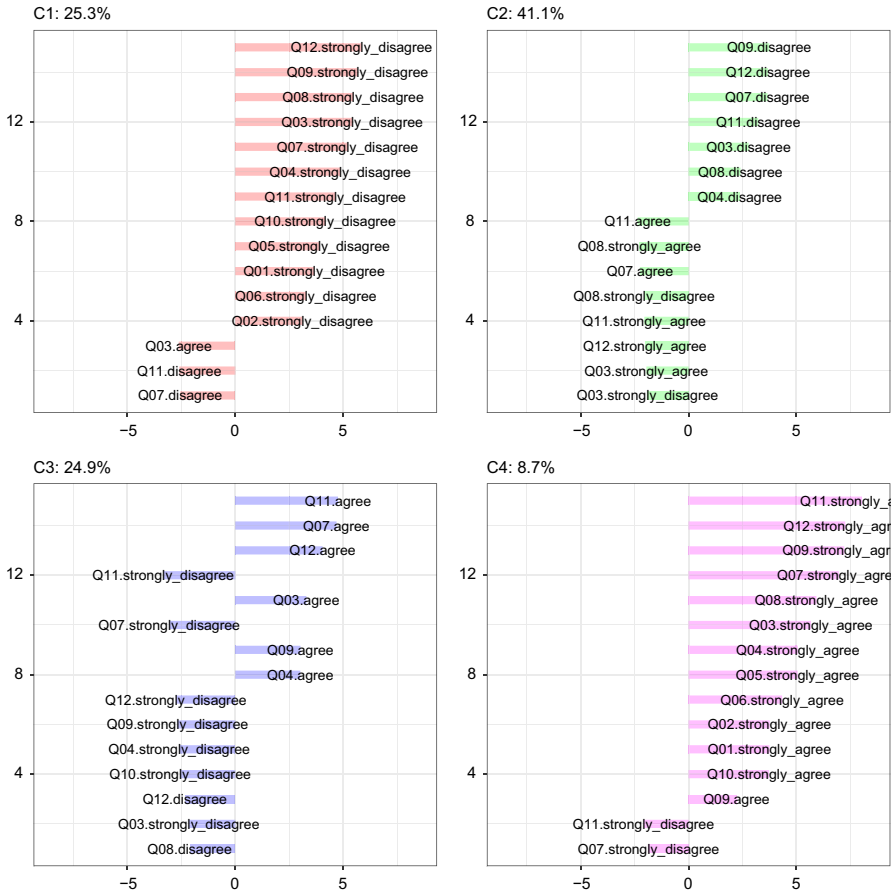 C1: 25.3%
Q12.strongly_disagree
Q09.strongly_disagree
Q08.strongly_disagree
12
Q03.strongly_disagree
Q07.strongly_disagree
Q04.strongly_disagree
Q11.strongly_disagree
8
Q10.strongly_disagree
Q05.strongly_disagree
Q01.strongly_disagree
Q06.strongly_disagree
4
Q02.strongly_disagree
Q03.agree
Q11.disagree
Q07.disagree
−5 0 5
C2: 41.1%
Q09.disagree
Q12.disagree
Q07.disagree
12
Q11.disagree
Q03.disagree
Q08.disagree
Q04.disagree
8
Q11.agree
Q08.strongly_agree
Q07.agree
Q08.strongly_disagree
4
Q11.strongly_agree
Q12.strongly_agree
Q03.strongly_agree
Q03.strongly_disagree
−5 0 5
C3: 24.9%
Q11.agree
Q07.agree
Q12.agree
12
Q11.strongly_disagree
Q03.agree
Q07.strongly_disagree
Q09.agree
8
Q04.agree
Q12.strongly_disagree
Q09.strongly_disagree
Q04.strongly_disagree
4
Q10.strongly_disagree
Q12.disagree
Q03.strongly_disagree
Q08.disagree
−5 0 5
C4: 8.7%
Q11.strongly_a
Q12.strongly_agr
Q09.strongly_agr
12
Q07.strongly_agre
Q08.strongly_agree
Q03.strongly_agree
Q04.strongly_agree
8
Q05.strongly_agree
Q06.strongly_agree
Q02.strongly_agree
Q01.strongly_agree
4
Q10.strongly_agree
Q09.agree
Q11.strongly_disagree
Q07.strongly_disagree
−5 0 5